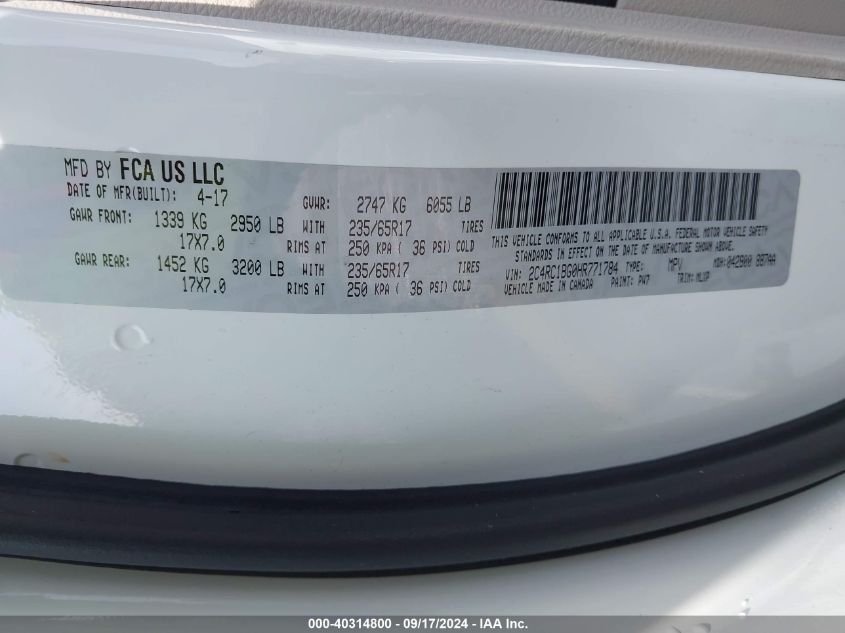 MFD BY FCA US LLC
DATE OF MFR(BUILT): 4-17
GVWR: 2747 KG 6055 LB
GAWR FRONT: 1339 KG 2950 LB WITH 235/65R17 TIRES
17X7.0 RIMS AT 250 KPA ( 36 PSI) COLD
GAWR REAR: 1452 KG 3200 LB WITH 235/65R17 TIRES
17X7.0 RIMS AT 250 KPA ( 36 PSI) COLD
THIS VEHICLE CONFORMS TO ALL APPLICABLE U.S.A. FEDERAL MOTOR VEHICLE SAFETY
STANDARDS IN EFFECT ON THE DATE OF MANUFACTURE SHOWN ABOVE.
VIN: 2C4RC1BG0HR771784 TYPE: MPV MDH: 042800 887AA
VEHICLE MADE IN CANADA PAINT: PW7 TRIM: MLXP
000-40314800 - 09/17/2024 - IAA Inc.